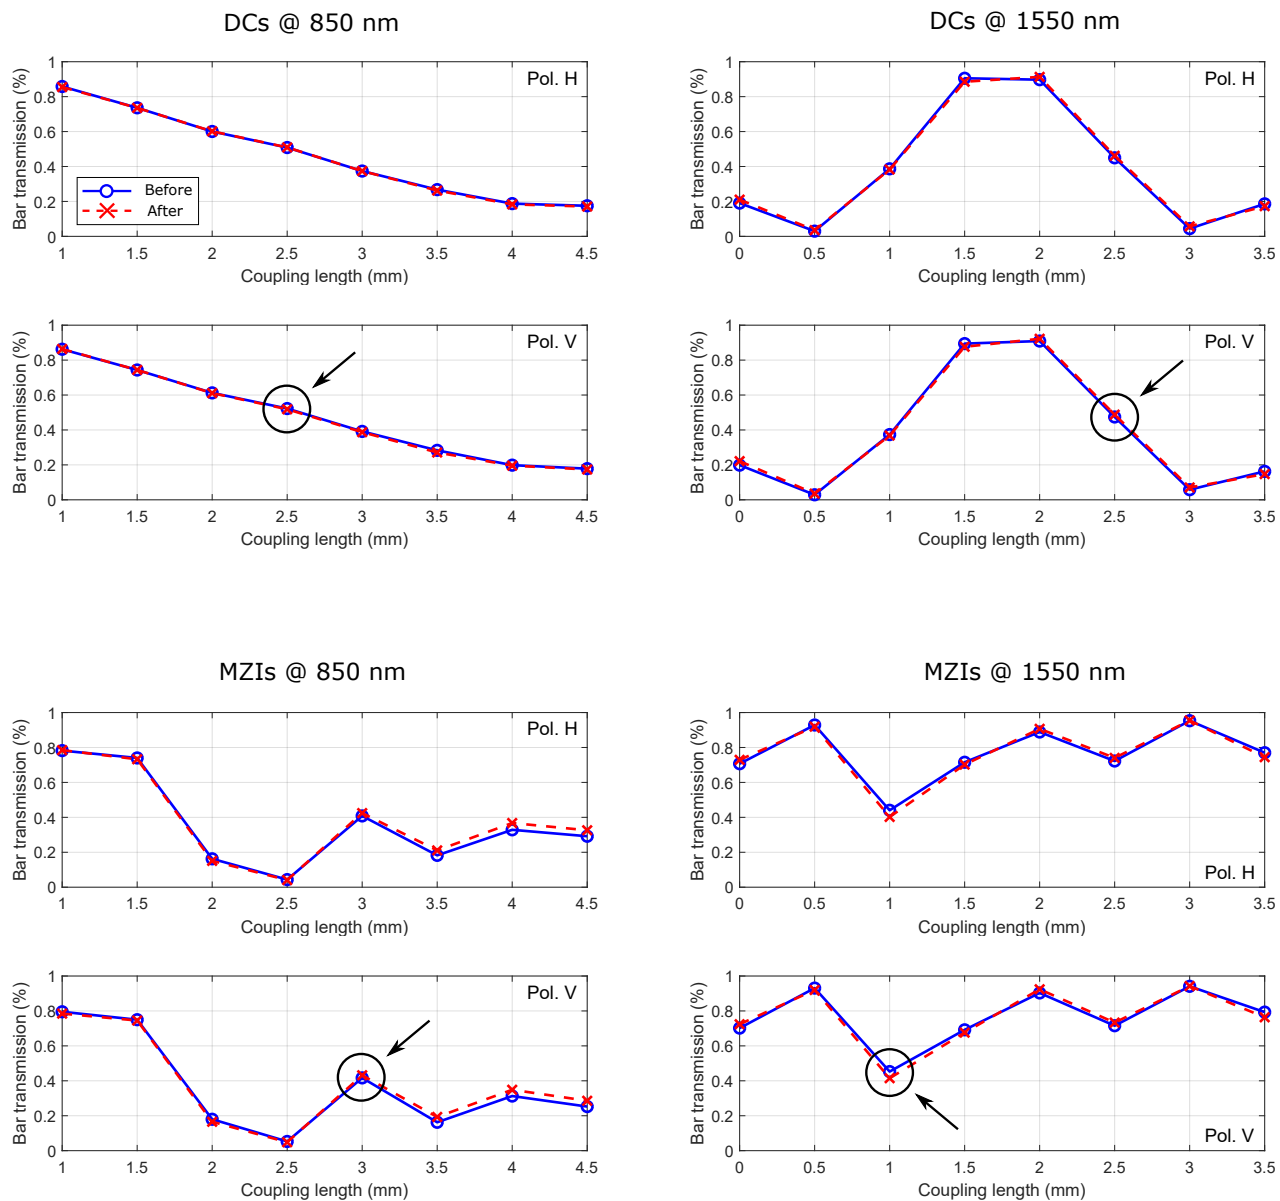 DCs @ 850 nm
DCs @ 1550 nm
Bar transmission (%)
1
0.8
0.6
0.4
0.2
0
Pol. H
Before
After
1 1.5 2 2.5 3 3.5 4 4.5
Coupling length (mm)
Bar transmission (%)
1
0.8
0.6
0.4
0.2
0
Pol. H
0 0.5 1 1.5 2 2.5 3 3.5
Coupling length (mm)
Bar transmission (%)
1
0.8
0.6
0.4
0.2
0
Pol. V
1 1.5 2 2.5 3 3.5 4 4.5
Coupling length (mm)
Bar transmission (%)
1
0.8
0.6
0.4
0.2
0
Pol. V
0 0.5 1 1.5 2 2.5 3 3.5
Coupling length (mm)
MZIs @ 850 nm
MZIs @ 1550 nm
Bar transmission (%)
1
0.8
0.6
0.4
0.2
0
Pol. H
1 1.5 2 2.5 3 3.5 4 4.5
Coupling length (mm)
Bar transmission (%)
1
0.8
0.6
0.4
0.2
0
Pol. H
0 0.5 1 1.5 2 2.5 3 3.5
Coupling length (mm)
Bar transmission (%)
1
0.8
0.6
0.4
0.2
0
Pol. V
1 1.5 2 2.5 3 3.5 4 4.5
Coupling length (mm)
Bar transmission (%)
1
0.8
0.6
0.4
0.2
0
Pol. V
0 0.5 1 1.5 2 2.5 3 3.5
Coupling length (mm)